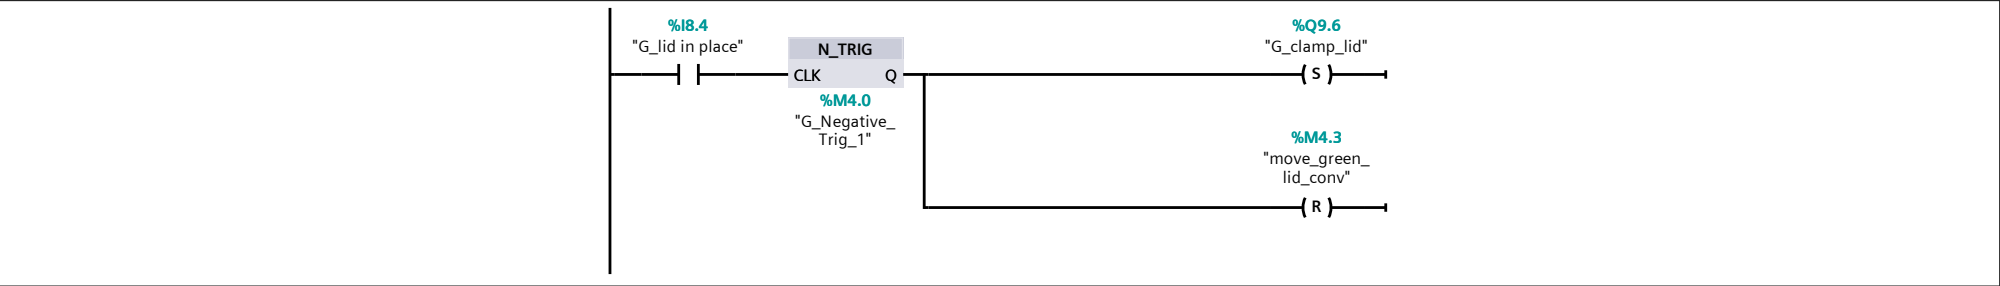 %I8.4
"G_lid in place"
N_TRIG
CLK Q
%M4.0
"G_Negative_
Trig_1"
%Q9.6
"G_clamp_lid"
S
%M4.3
"move_green_
lid_conv"
R